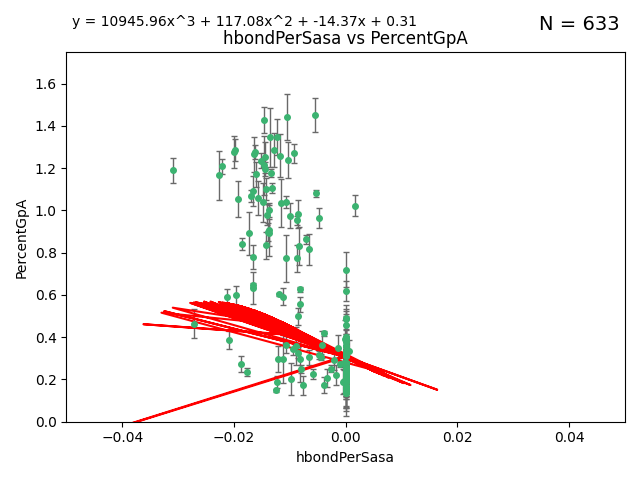 y = 10945.96x^3 + 117.08x^2 + -14.37x + 0.31
N = 633
hbondPerSasa vs PercentGpA
PercentGpA
1.6
1.4
1.2
1.0
0.8
0.6
0.4
0.2
0.0
−0.04
−0.02
0.00
0.02
0.04
hbondPerSasa